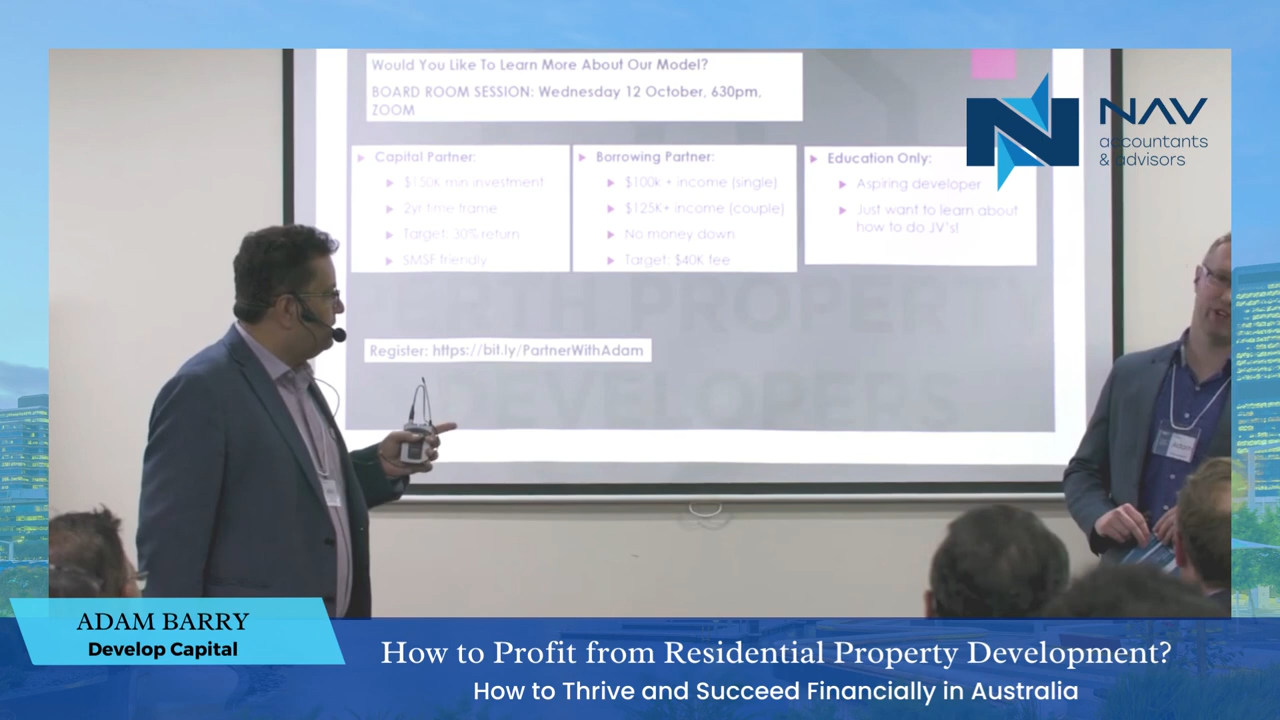 Would You Like To Learn More About Our Model?
BOARD ROOM SESSION: Wednesday 12 October, 630pm,
ZOOM
Capital Partner:
$150K min investment
2yr time frame
Target: 30% return
SMSF friendly
Borrowing Partner:
$100k + income (single)
$125K+ income (couple)
No money down
Target: $40K fee
Education Only:
Aspiring developer
Just want to learn about
how to do JV's!
PERTH PROPERTY
DEVELOPERS
Register: https://bit.ly/PartnerWithAdam
NAV
accountants
& advisors
Adam
ADAM BARRY
Develop Capital
How to Profit from Residential Property Development?
How to Thrive and Succeed Financially in Australia